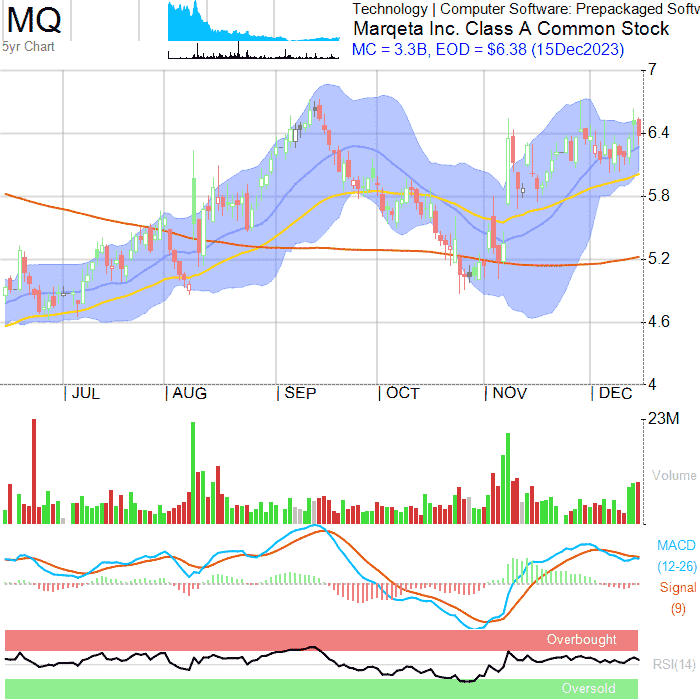 MQ
5yr Chart
Technology | Computer Software: Prepackaged Softw
Marqeta Inc. Class A Common Stock
MC = 3.3B, EOD = $6.38 (15Dec2023)
7
6.4
5.8
5.2
4.6
4
JUL
AUG
SEP
OCT
NOV
DEC
23M
Volume
MACD
(12-26)
Signal
(9)
Overbought
RSI(14)
Oversold